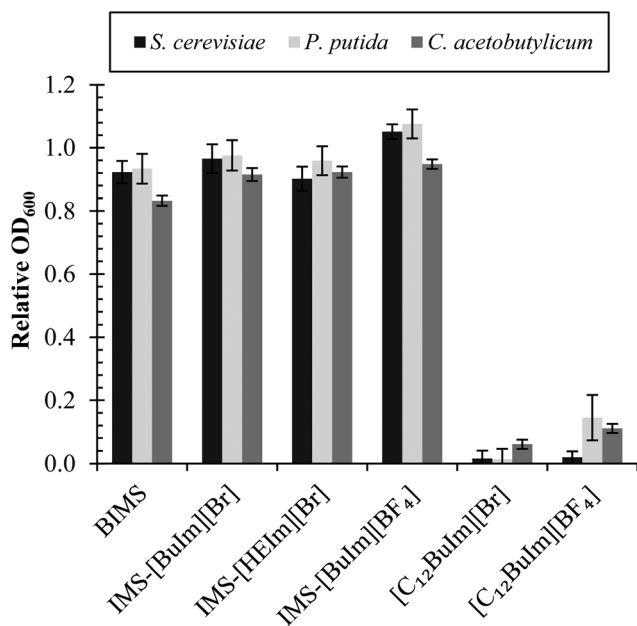 S. cerevisiae P. putida C. acetobutylicum
1.2
1.0
0.8
0.6
0.4
0.2
0.0
Relative OD₆₀₀
BIMS
IMS-[BuIm][Br]
IMS-[HEIm][Br]
IMS-[BuIm][BF₄]
[C₁₂BuIm][Br]
[C₁₂BuIm][BF₄]